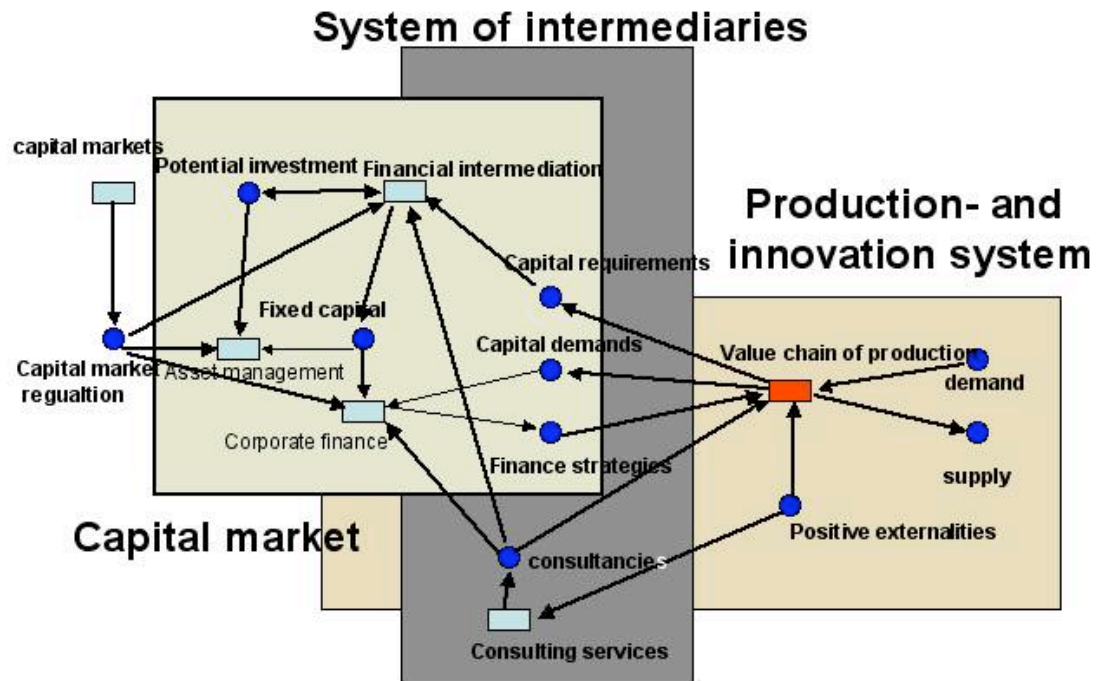 System of intermediaries
capital markets
Potential investment
Financial intermediation
Production- and
innovation system
Capital requirements
Fixed capital
Capital demands
Value chain of production
Capital market
regualtion
Asset management
demand
Corporate finance
Finance strategies
supply
Capital market
Positive externalities
consultancies
Consulting services